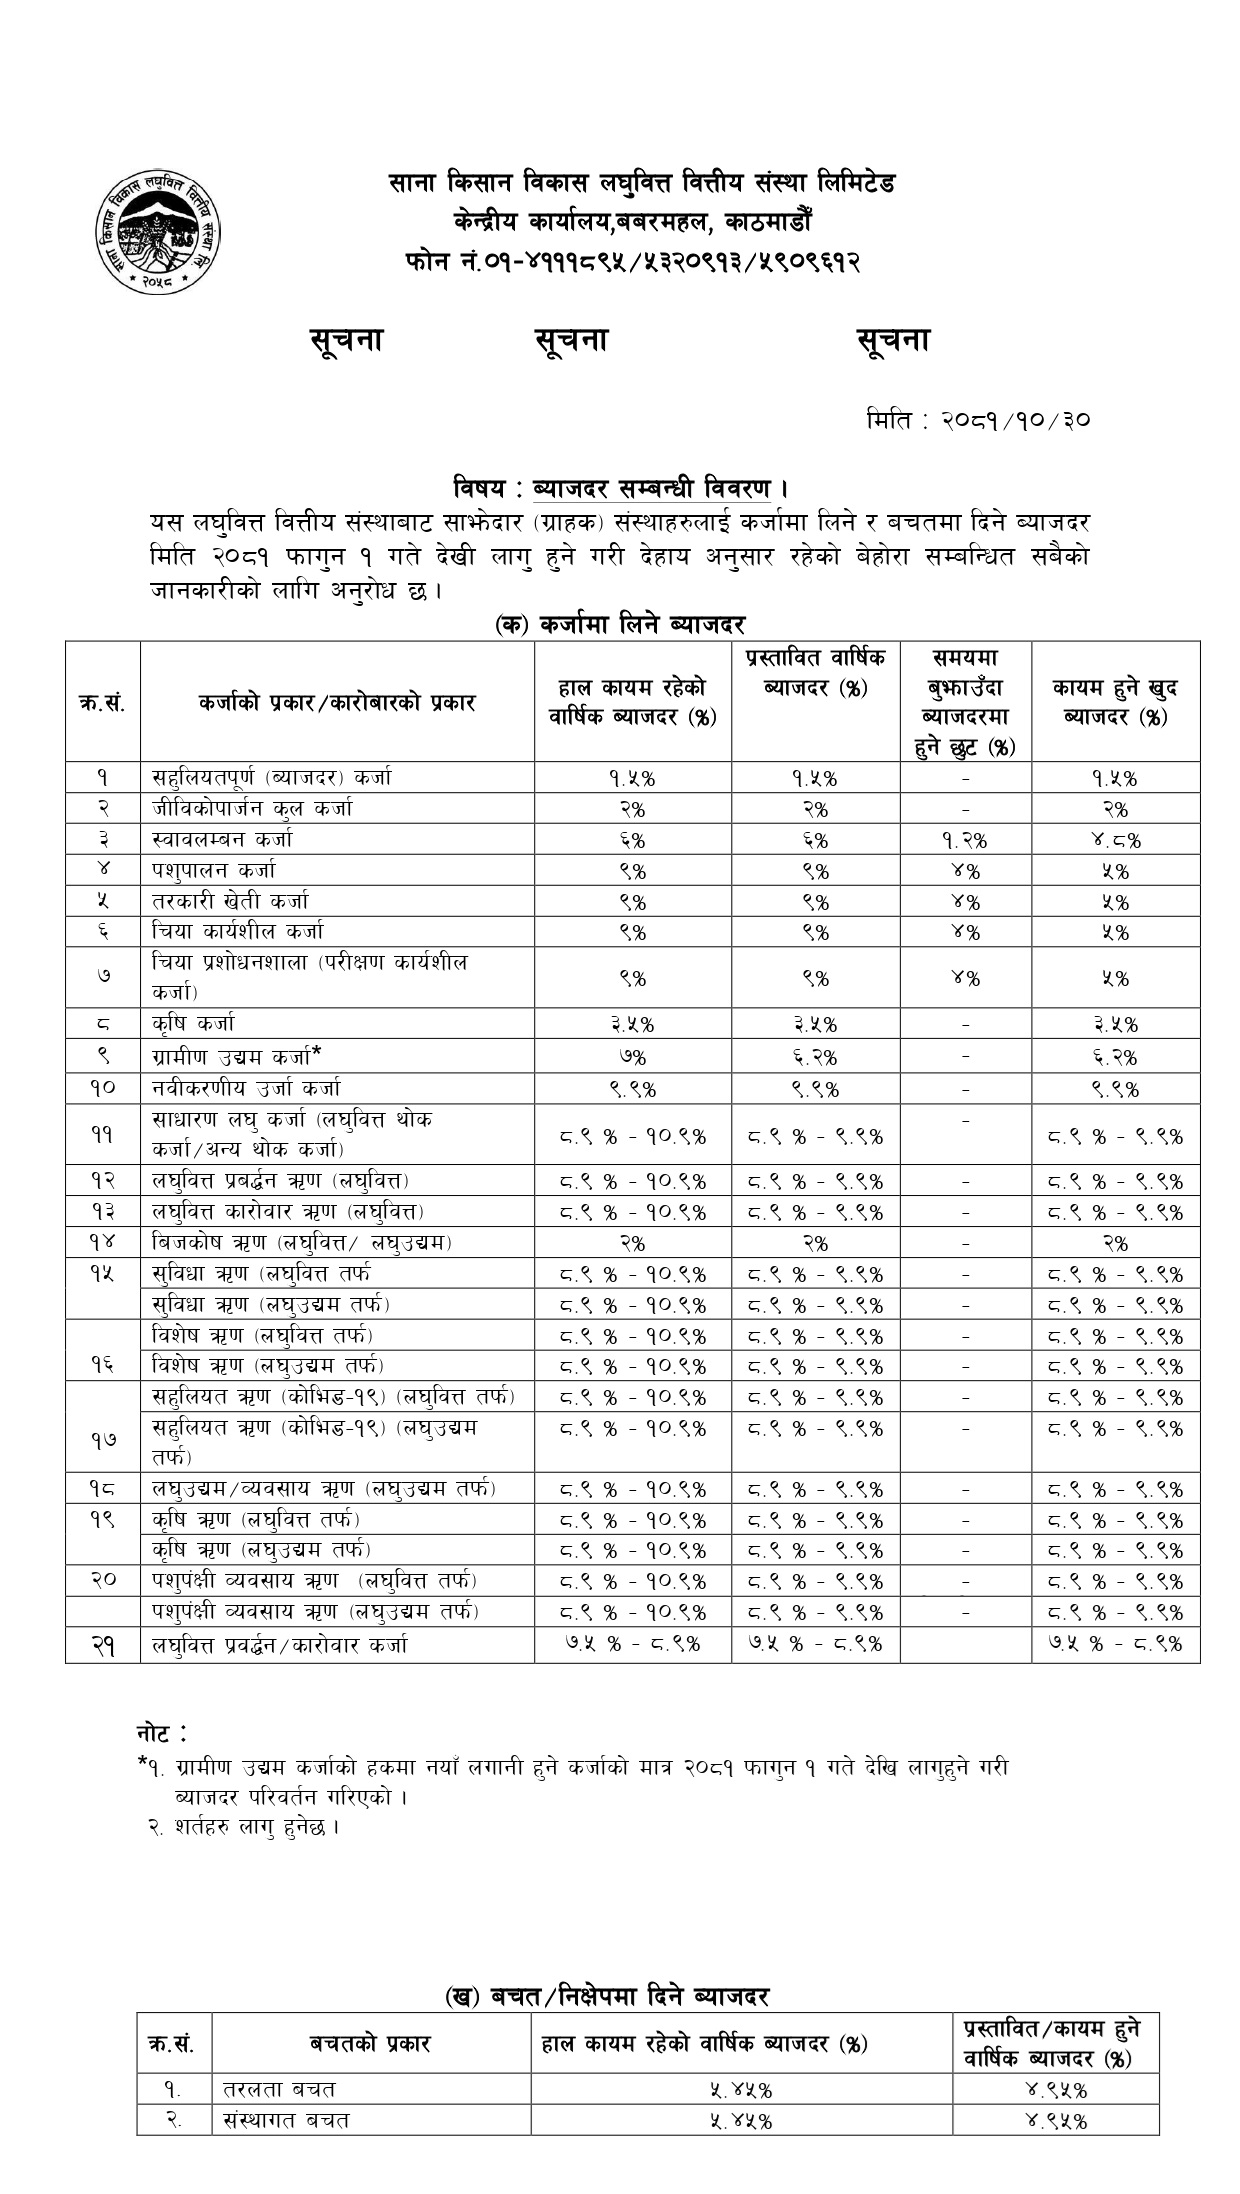 साना किसान विकास लघुवित्त वित्तीय संस्था लि.
* २०५८ *
साना किसान विकास लघुवित्त वित्तीय संस्था लिमिटेड
केन्द्रीय कार्यालय,बबरमहल, काठमाडौँ
फोन नं.०१-४१११८९५/५३२०९१३/५९०९६१२
सूचना सूचना सूचना
मिति : २०८१/१०/३०
विषय : ब्याजदर सम्बन्धी विवरण ।
यस लघुवित्त वित्तीय संस्थाबाट साझेदार (ग्राहक) संस्थाहरुलाई कर्जामा लिने र बचतमा दिने ब्याजदर
मिति २०८१ फागुन १ गते देखी लागु हुने गरी देहाय अनुसार रहेको बेहोरा सम्बन्धित सबैको
जानकारीको लागि अनुरोध छ ।
(क) कर्जामा लिने ब्याजदर
क्र.सं. कर्जाको प्रकार/कारोबारको प्रकार हाल कायम रहेको वार्षिक ब्याजदर (%) प्रस्तावित वार्षिक ब्याजदर (%) समयमा बुझाउँदा ब्याजदरमा हुने छुट (%) कायम हुने खुद ब्याजदर (%)
१ सहुलियतपूर्ण (ब्याजदर) कर्जा १.५% १.५% - १.५%
२ जीविकोपार्जन कुल कर्जा २% २% - २%
३ स्वावलम्बन कर्जा ६% ६% १.२% ४.८%
४ पशुपालन कर्जा ९% ९% ४% ५%
५ तरकारी खेती कर्जा ९% ९% ४% ५%
६ चिया कार्यशील कर्जा ९% ९% ४% ५%
७ चिया प्रशोधनशाला (परीक्षण कार्यशील
कर्जा) ९% ९% ४% ५%
८ कृषि कर्जा ३.५% ३.५% - ३.५%
९ ग्रामीण उद्यम कर्जा* ७% ६.२% - ६.२%
१० नवीकरणीय उर्जा कर्जा ९.९% ९.९% - ९.९%
११ साधारण लघु कर्जा (लघुवित्त थोक
कर्जा/अन्य थोक कर्जा) ८.९ % - १०.९% ८.९ % - ९.९% - ८.९ % - ९.९%
१२ लघुवित्त प्रबर्द्धन ऋण (लघुवित्त) ८.९ % - १०.९% ८.९ % - ९.९% - ८.९ % - ९.९%
१३ लघुवित्त कारोवार ऋण (लघुवित्त) ८.९ % - १०.९% ८.९ % - ९.९% - ८.९ % - ९.९%
१४ बिजकोष ऋण (लघुवित्त/ लघुउद्यम) २% २% - २%
१५ सुविधा ऋण (लघुवित्त तर्फ ८.९ % - १०.९% ८.९ % - ९.९% - ८.९ % - ९.९%
सुविधा ऋण (लघुउद्यम तर्फ) ८.९ % - १०.९% ८.९ % - ९.९% - ८.९ % - ९.९%
विशेष ऋण (लघुवित्त तर्फ) ८.९ % - १०.९% ८.९ % - ९.९% - ८.९ % - ९.९%
१६ विशेष ऋण (लघुउद्यम तर्फ) ८.९ % - १०.९% ८.९ % - ९.९% - ८.९ % - ९.९%
सहुलियत ऋण (कोभिड-१९) (लघुवित्त तर्फ) ८.९ % - १०.९% ८.९ % - ९.९% - ८.९ % - ९.९%
१७ सहुलियत ऋण (कोभिड-१९) (लघुउद्यम
तर्फ) ८.९ % - १०.९% ८.९ % - ९.९% - ८.९ % - ९.९%
१८ लघुउद्यम/व्यवसाय ऋण (लघुउद्यम तर्फ) ८.९ % - १०.९% ८.९ % - ९.९% - ८.९ % - ९.९%
१९ कृषि ऋण (लघुवित्त तर्फ) ८.९ % - १०.९% ८.९ % - ९.९% - ८.९ % - ९.९%
कृषि ऋण (लघुउद्यम तर्फ) ८.९ % - १०.९% ८.९ % - ९.९% - ८.९ % - ९.९%
२० पशुपंक्षी व्यवसाय ऋण (लघुवित्त तर्फ) ८.९ % - १०.९% ८.९ % - ९.९% - ८.९ % - ९.९%
पशुपंक्षी व्यवसाय ऋण (लघुउद्यम तर्फ) ८.९ % - १०.९% ८.९ % - ९.९% - ८.९ % - ९.९%
२१ लघुवित्त प्रवर्द्धन/कारोवार कर्जा ७.५ % - ८.९% ७.५ % - ८.९% ७.५ % - ८.९%
नोट :
*१. ग्रामीण उद्यम कर्जाको हकमा नयाँ लगानी हुने कर्जाको मात्र २०८१ फागुन १ गते देखि लागुहुने गरी
ब्याजदर परिवर्तन गरिएको ।
२. शर्तहरु लागु हुनेछ ।
(ख) बचत/निक्षेपमा दिने ब्याजदर
क्र.सं. बचतको प्रकार हाल कायम रहेको वार्षिक ब्याजदर (%) प्रस्तावित/कायम हुने वार्षिक ब्याजदर (%)
१. तरलता बचत ५.४५% ४.९५%
२. संस्थागत बचत ५.४५% ४.९५%